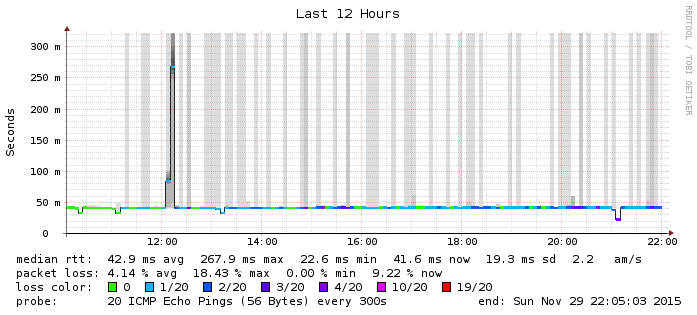 Last 12 Hours
RRDTOOL / TOBI OETIKER
Seconds
300 m
250 m
200 m
150 m
100 m
50 m
0
12:00 14:00 16:00 18:00 20:00 22:00
median rtt: 42.9 ms avg 267.9 ms max 22.6 ms min 41.6 ms now 19.3 ms sd 2.2 am/s
packet loss: 4.14 % avg 18.43 % max 0.00 % min 9.22 % now
loss color: 0 1/20 2/20 3/20 4/20 10/20 19/20
probe: 20 ICMP Echo Pings (56 Bytes) every 300s end: Sun Nov 29 22:05:03 2015